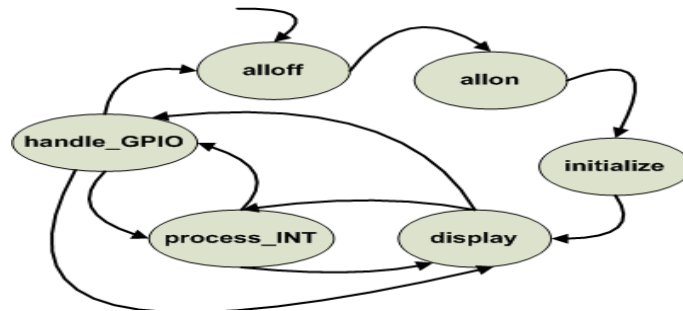 alloff
allon
handle_GPIO
initialize
process_INT
display